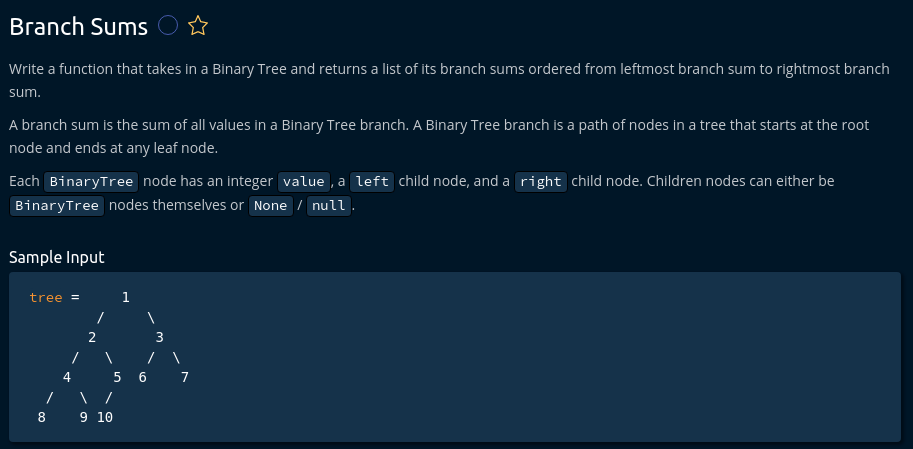 Branch Sums
Write a function that takes in a Binary Tree and returns a list of its branch sums ordered from leftmost branch sum to rightmost branch
sum.
A branch sum is the sum of all values in a Binary Tree branch. A Binary Tree branch is a path of nodes in a tree that starts at the root
node and ends at any leaf node.
Each BinaryTree node has an integer value , a left child node, and a right child node. Children nodes can either be
BinaryTree nodes themselves or None / null .
Sample Input
tree =     1
        /     \
       2       3
     /   \    /  \
    4     5  6    7
  /   \  /
 8    9 10